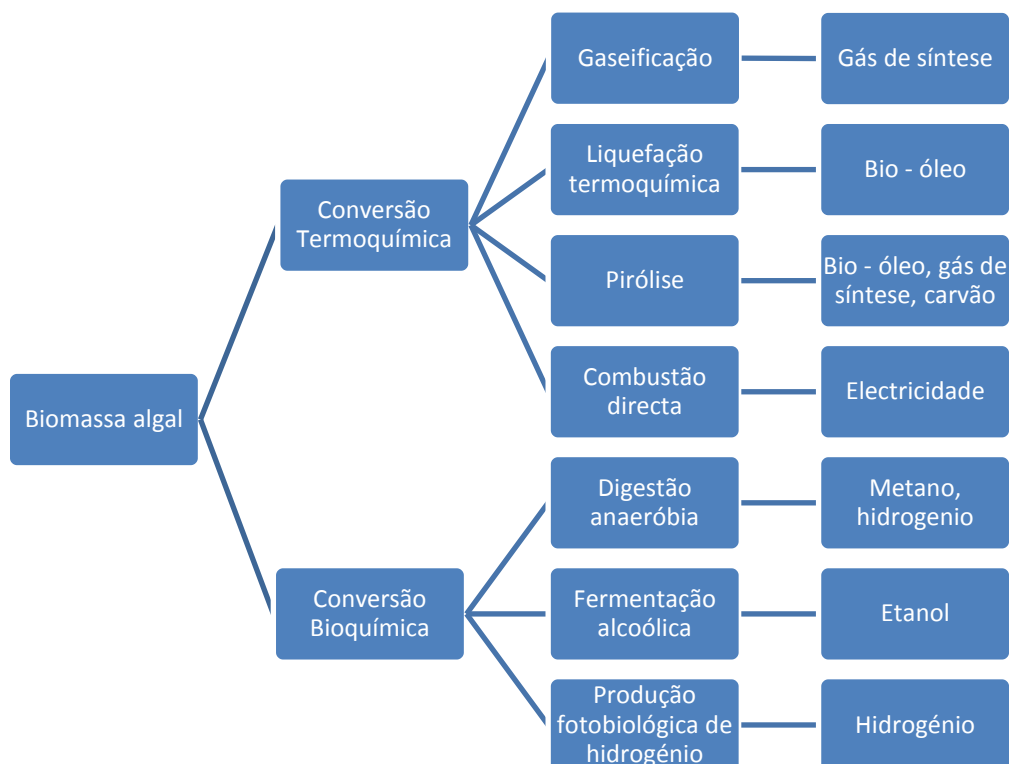 Gaseificação
Gás de síntese
Liquefação
termoquímica
Bio - óleo
Conversão
Termoquímica
Pirólise
Bio - óleo, gás de
síntese, carvão
Combustão
directa
Electricidade
Biomassa algal
Digestão
anaeróbia
Metano,
hidrogenio
Conversão
Bioquímica
Fermentação
alcoólica
Etanol
Produção
fotobiológica de
hidrogénio
Hidrogénio